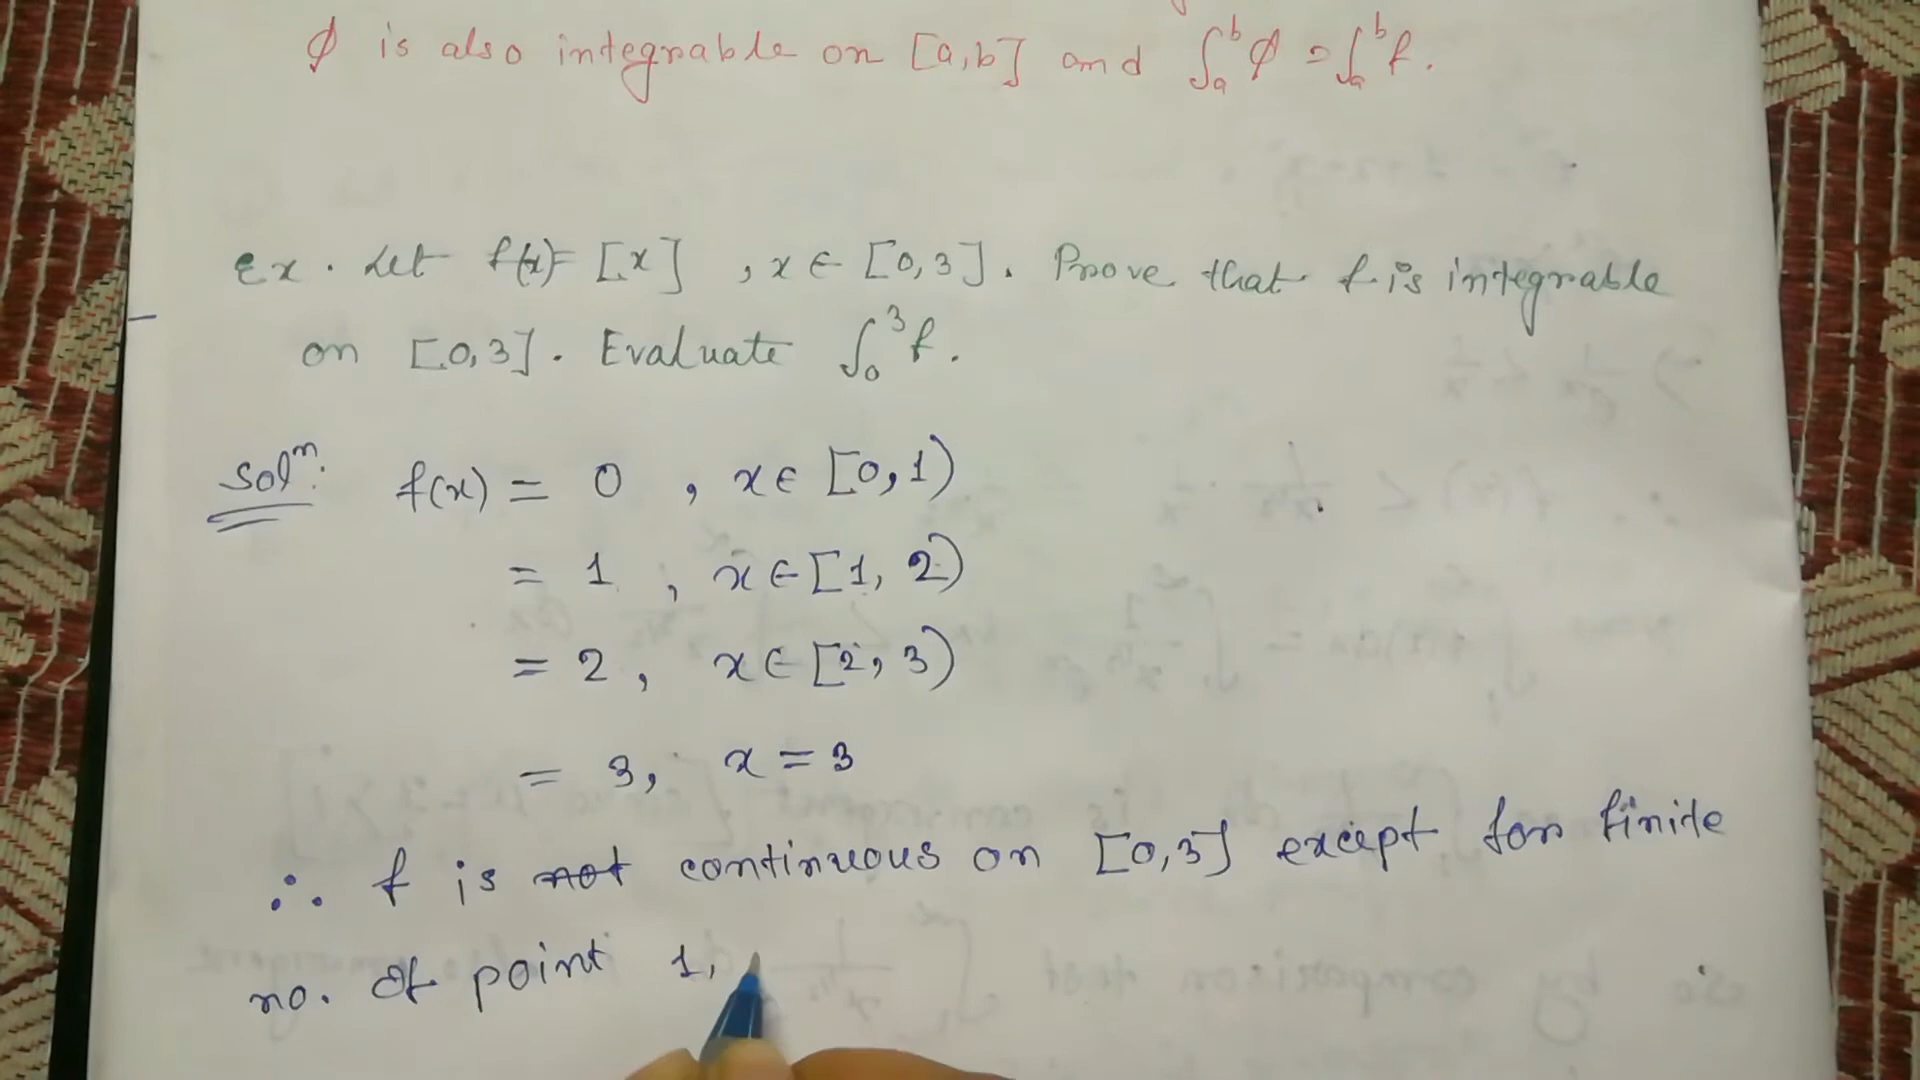 ϕ is also integrable on [a,b] and ∫ₐᵇ ϕ = ∫ₐᵇ f.
Ex. Let f(x) = [x] , x ∈ [0,3]. Prove that f is integrable
on [0,3]. Evaluate ∫₀³ f.
Solⁿ: f(x) = 0 , x ∈ [0,1)
= 1 , x ∈ [1, 2)
= 2 , x ∈ [2, 3)
= 3, x = 3
∴ f is not continuous on [0,3] except for finite
no. of point 1,